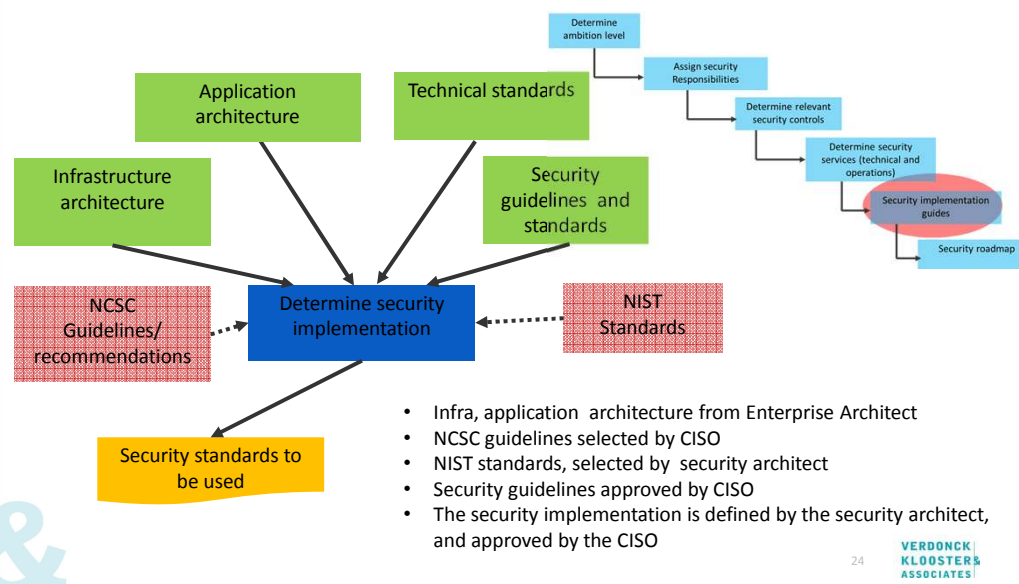 Determine
ambition level
Assign security
Responsibilities
Determine relevant
security controls
Determine security
services (technical and
operations)
Security implementation
guides
Security roadmap
Application
architecture
Technical standards
Infrastructure
architecture
Security
guidelines and
standards
NCSC
Guidelines/
recommendations
Determine security
implementation
NIST
Standards
Security standards to
be used
• Infra, application architecture from Enterprise Architect
• NCSC guidelines selected by CISO
• NIST standards, selected by security architect
• Security guidelines approved by CISO
• The security implementation is defined by the security architect,
and approved by the CISO
&
24
VERDONCK
KLOOSTER&
ASSOCIATES